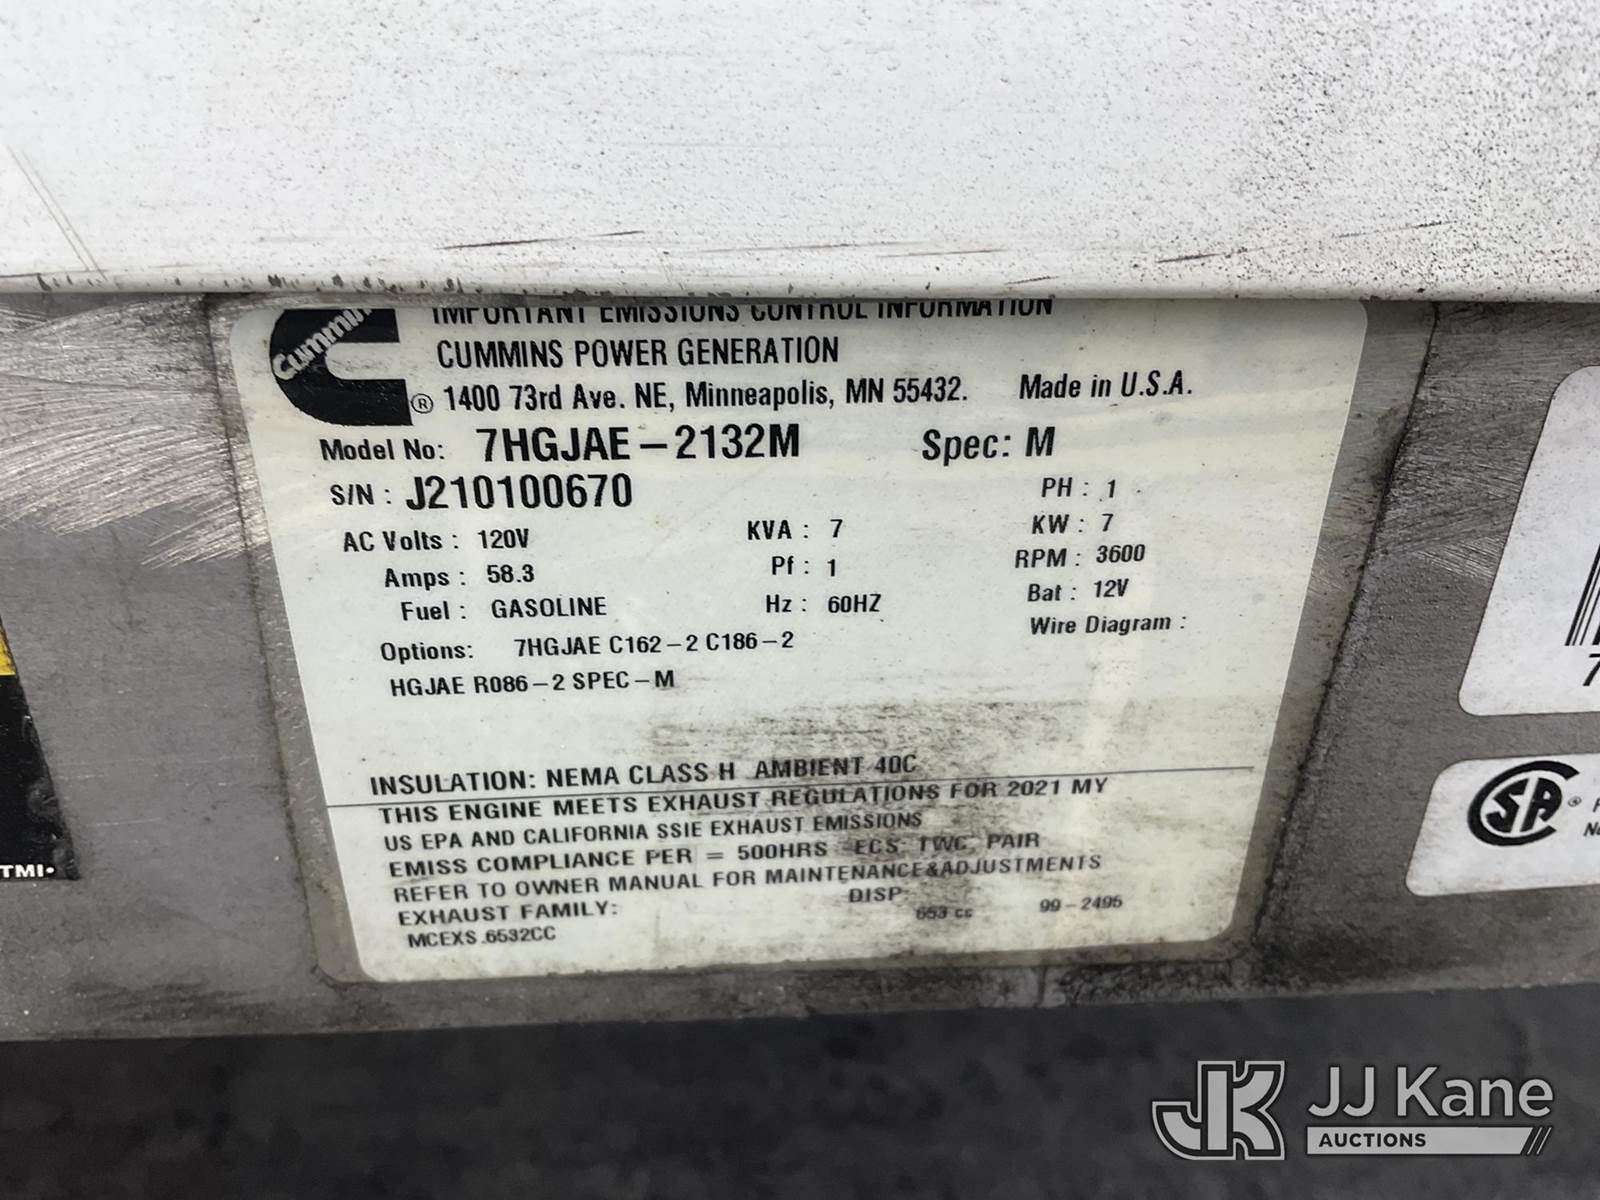 Cummins
IMPORTANT EMISSIONS CONTROL INFORMATION
CUMMINS POWER GENERATION
® 1400 73rd Ave. NE, Minneapolis, MN 55432. Made in U.S.A.
Model No: 7HGJAE-2132M Spec: M
S/N : J210100670 PH : 1
AC Volts : 120V KVA : 7 KW : 7
Amps : 58.3 Pf : 1 RPM : 3600
Fuel : GASOLINE Hz : 60HZ Bat : 12V
Options: 7HGJAE C162-2 C186-2 Wire Diagram :
HGJAE R086-2 SPEC-M
INSULATION: NEMA CLASS H AMBIENT 40C
THIS ENGINE MEETS EXHAUST REGULATIONS FOR 2021 MY
US EPA AND CALIFORNIA SSIE EXHAUST EMISSIONS
EMISS COMPLIANCE PER = 500HRS ECS: TWC, PAIR
REFER TO OWNER MANUAL FOR MAINTENANCE&ADJUSTMENTS
EXHAUST FAMILY: DISP
MCEXS.6532CC 653 cc 99-2495
TMI•
7
SA ®
JK JJ Kane
AUCTIONS